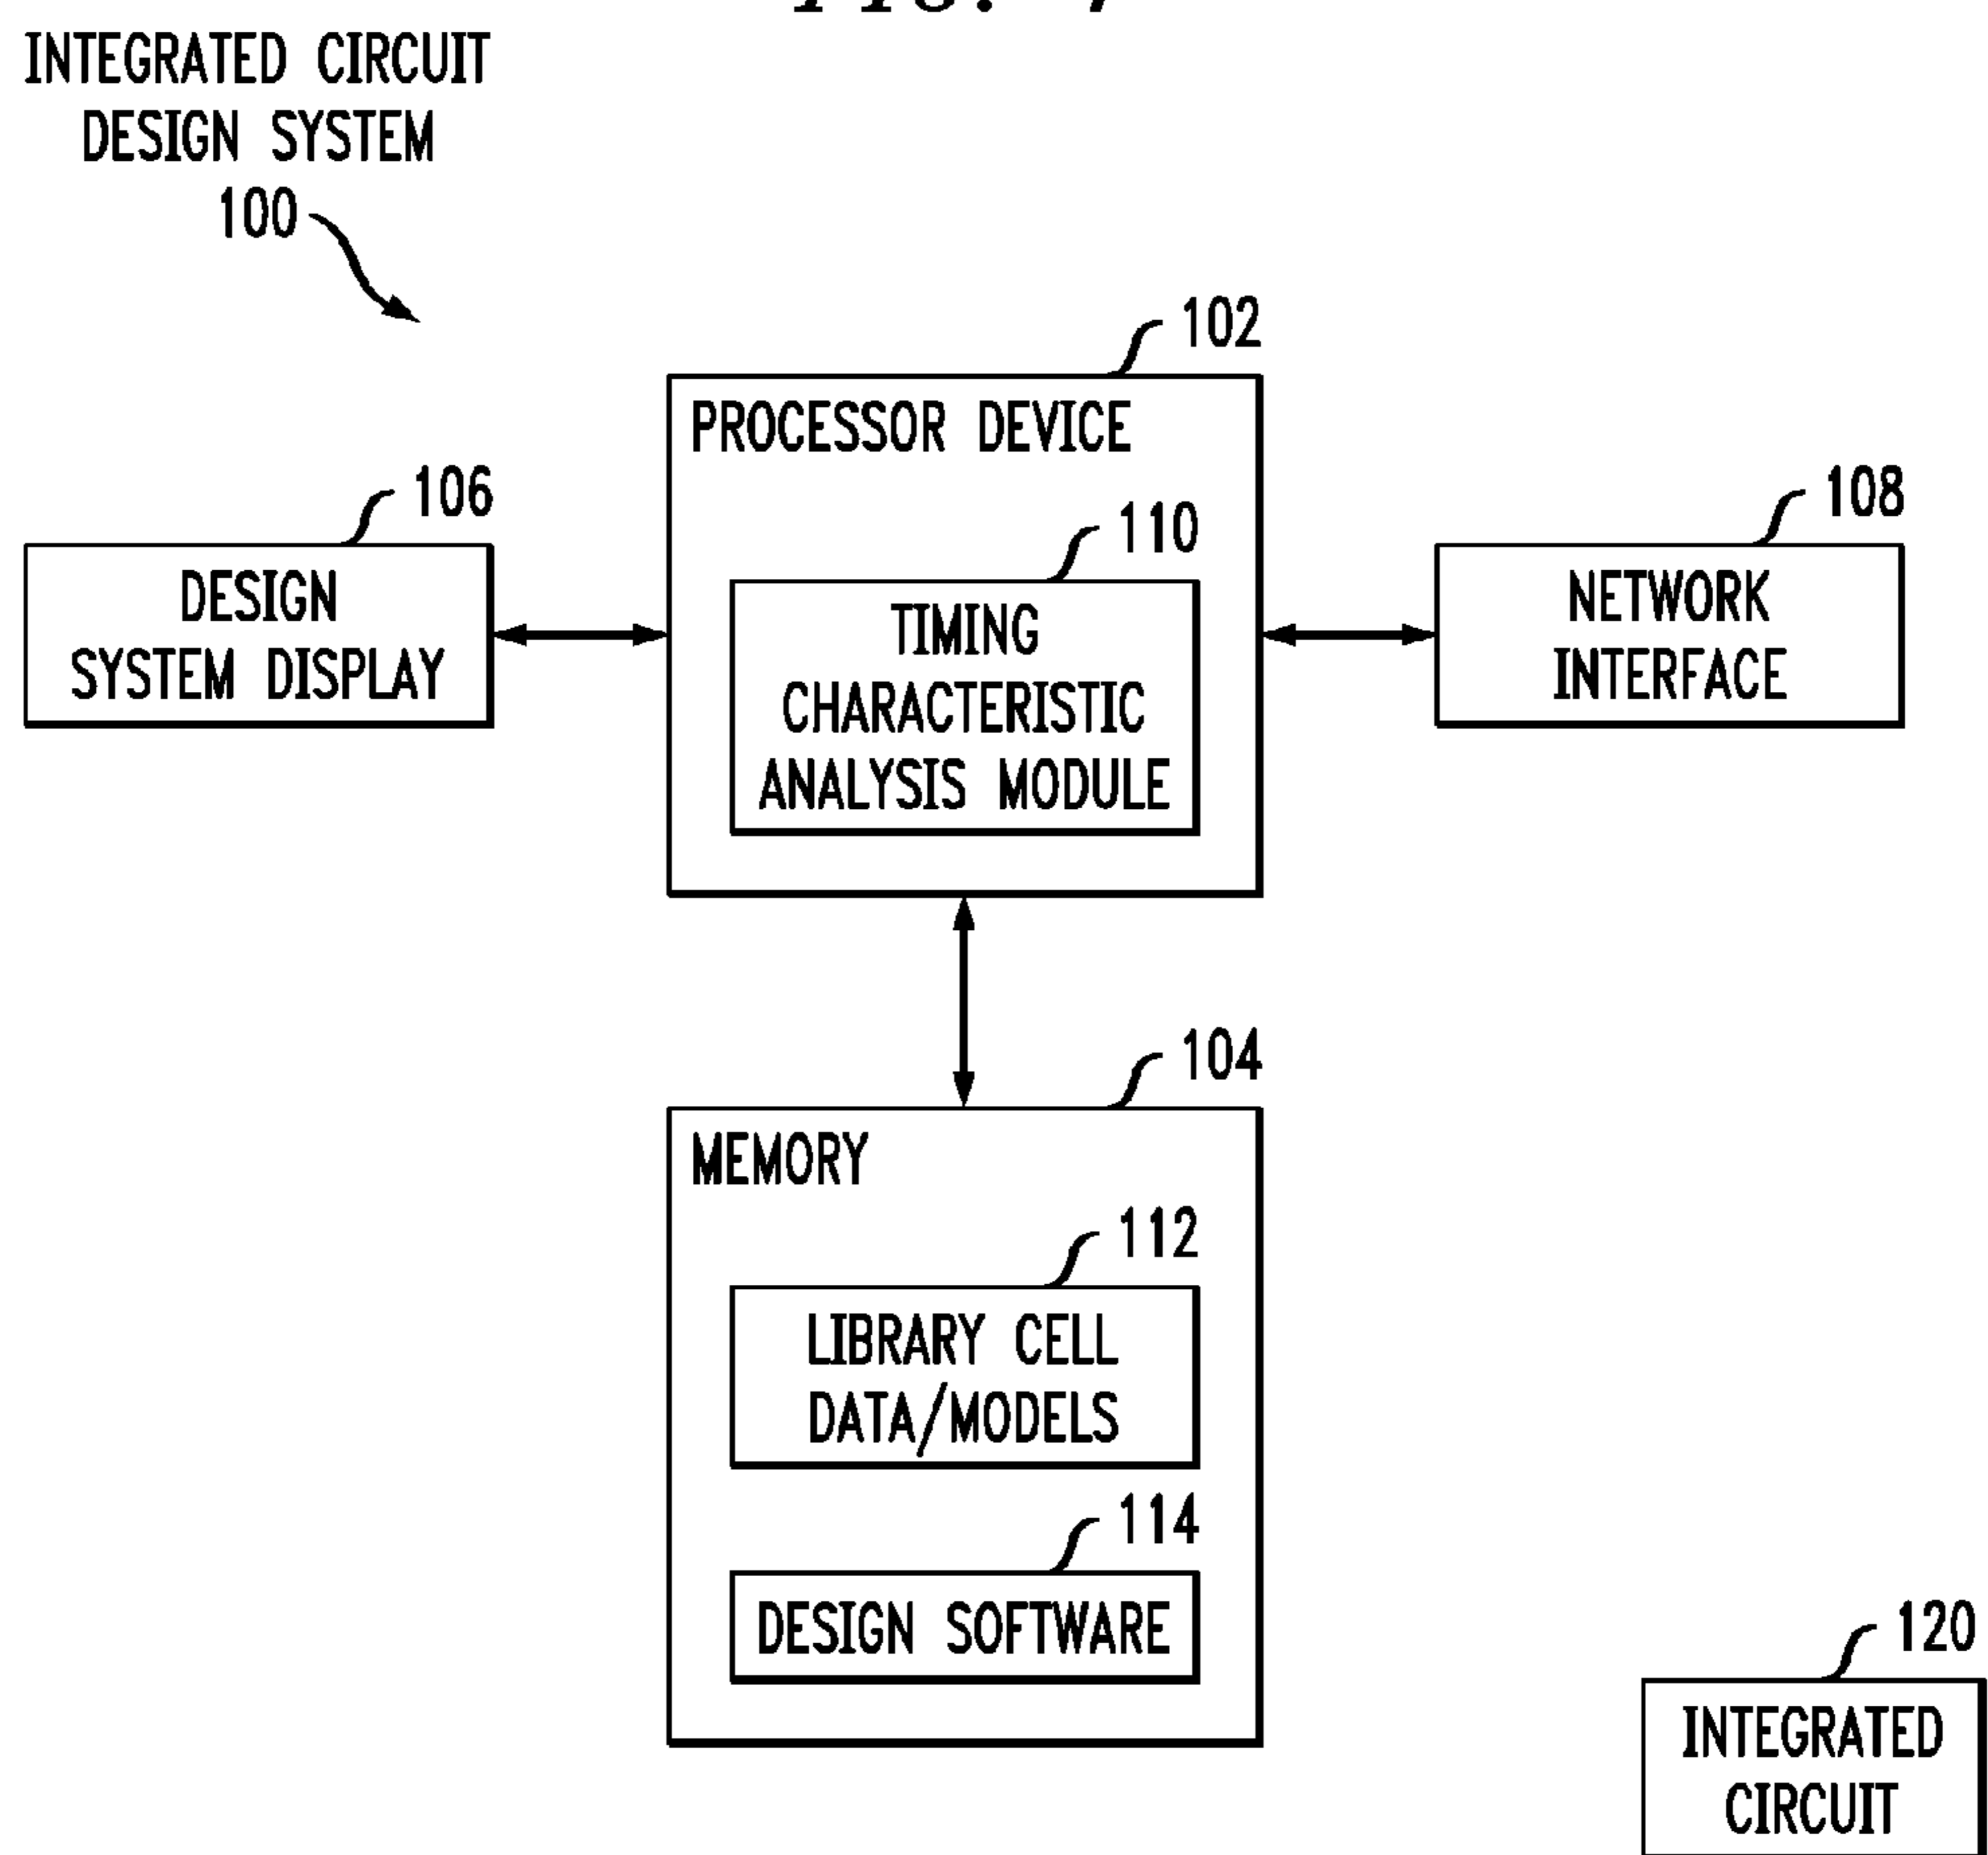 INTEGRATED CIRCUIT
DESIGN SYSTEM
100
102
PROCESSOR DEVICE
106
110
108
DESIGN
SYSTEM DISPLAY
TIMING
CHARACTERISTIC
ANALYSIS MODULE
NETWORK
INTERFACE
104
MEMORY
112
LIBRARY CELL
DATA/MODELS
114
DESIGN SOFTWARE
120
INTEGRATED
CIRCUIT